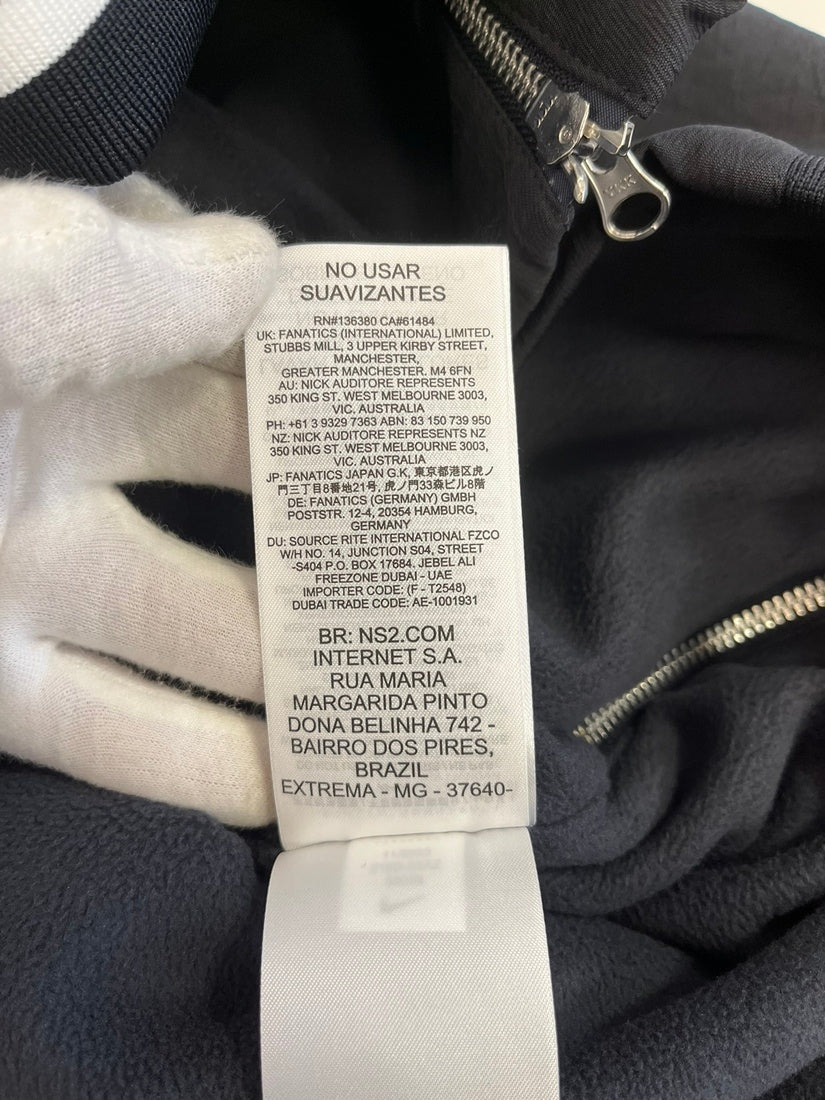 YKK
NO USAR
SUAVIZANTES
RN#136380 CA#61484
UK: FANATICS (INTERNATIONAL) LIMITED,
STUBBS MILL, 3 UPPER KIRBY STREET,
MANCHESTER,
GREATER MANCHESTER. M4 6FN
AU: NICK AUDITORE REPRESENTS
350 KING ST. WEST MELBOURNE 3003,
VIC. AUSTRALIA
PH: +61 3 9329 7363 ABN: 83 150 739 950
NZ: NICK AUDITORE REPRESENTS NZ
350 KING ST. WEST MELBOURNE 3003,
VIC. AUSTRALIA
JP: FANATICS JAPAN G.K, 東京都港区虎ノ
門三丁目8番地21号, 虎ノ門33森ビル8階
DE: FANATICS (GERMANY) GMBH
POSTSTR. 12-4, 20354 HAMBURG,
GERMANY
DU: SOURCE RITE INTERNATIONAL FZCO
W/H NO. 14, JUNCTION S04, STREET
-S404 P.O. BOX 17684. JEBEL ALI
FREEZONE DUBAI - UAE
IMPORTER CODE: (F - T2548)
DUBAI TRADE CODE: AE-1001931
BR: NS2.COM
INTERNET S.A.
RUA MARIA
MARGARIDA PINTO
DONA BELINHA 742 -
BAIRRO DOS PIRES,
BRAZIL
EXTREMA - MG - 37640-